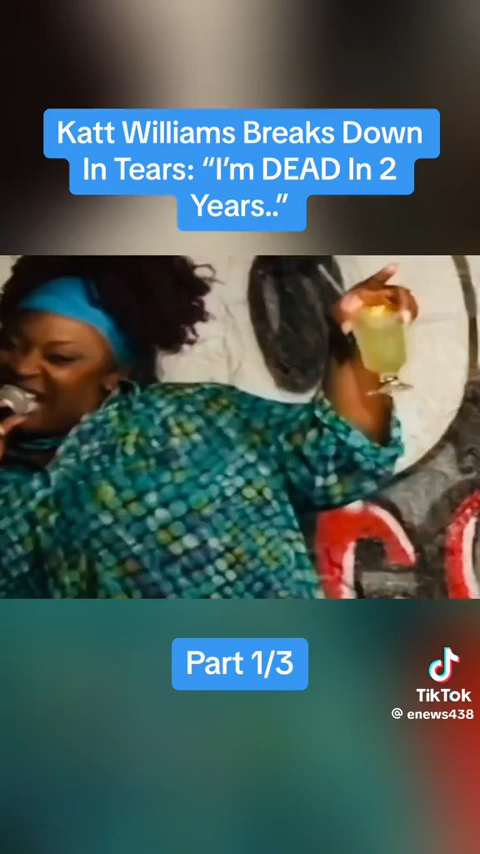 Katt Williams Breaks Down
In Tears: “I’m DEAD In 2
Years..”
Part 1/3
TikTok
@ enews438